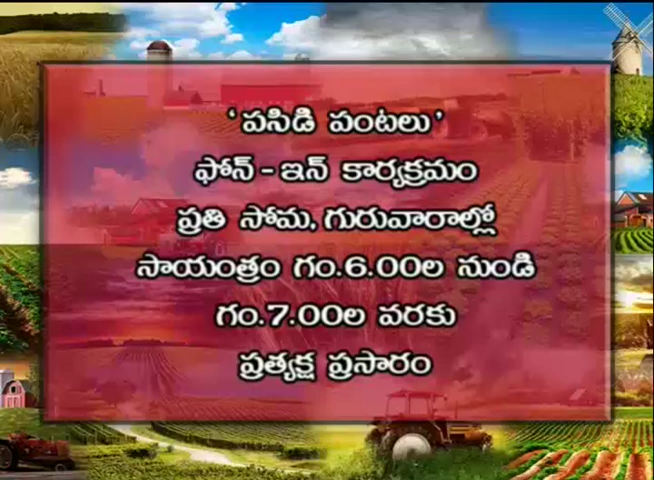 ‘పసిడి పంటలు’
ఫోన్ - ఇన్ కార్యక్రమం
ప్రతి సోమ, గురువారాల్లో
సాయంత్రం గం.6.00ల నుండి
గం.7.00ల వరకు
ప్రత్యక్ష ప్రసారం